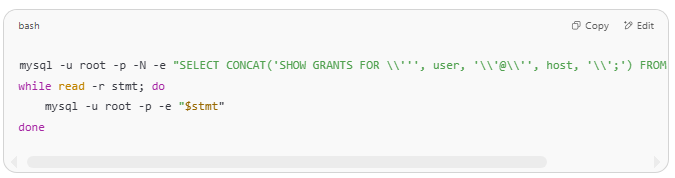 bash
Copy
Edit
mysql -u root -p -N -e "SELECT CONCAT('SHOW GRANTS FOR \\''', user, '\\'@\\'', host, '\\';') FROM
while read -r stmt; do
    mysql -u root -p -e "$stmt"
done